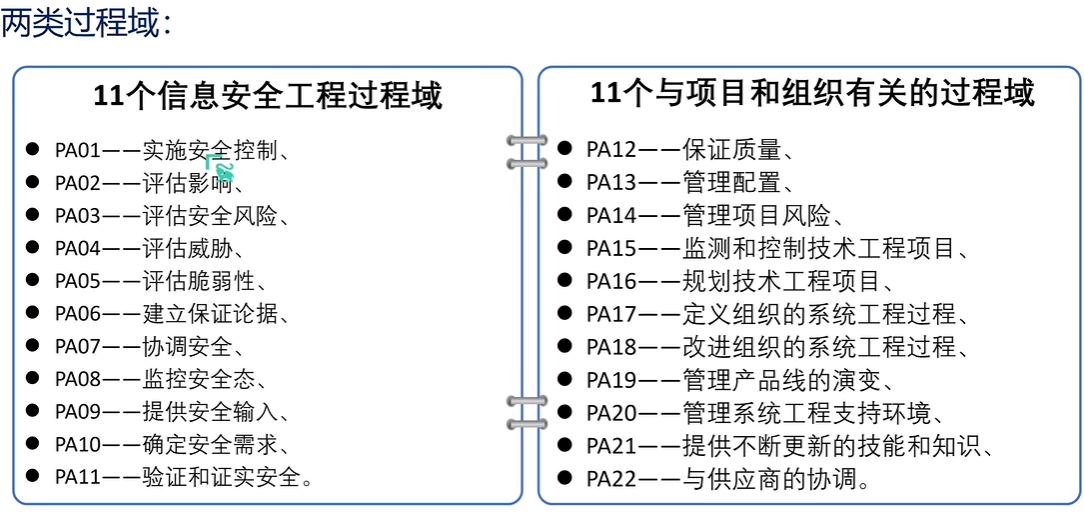 两类过程域：
11个信息安全工程过程域
PA01——实施安全控制、
PA02——评估影响、
PA03——评估安全风险、
PA04——评估威胁、
PA05——评估脆弱性、
PA06——建立保证论据、
PA07——协调安全、
PA08——监控安全态、
PA09——提供安全输入、
PA10——确定安全需求、
PA11——验证和证实安全。
11个与项目和组织有关的过程域
PA12——保证质量、
PA13——管理配置、
PA14——管理项目风险、
PA15——监测和控制技术工程项目、
PA16——规划技术工程项目、
PA17——定义组织的系统工程过程、
PA18——改进组织的系统工程过程、
PA19——管理产品线的演变、
PA20——管理系统工程支持环境、
PA21——提供不断更新的技能和知识、
PA22——与供应商的协调。